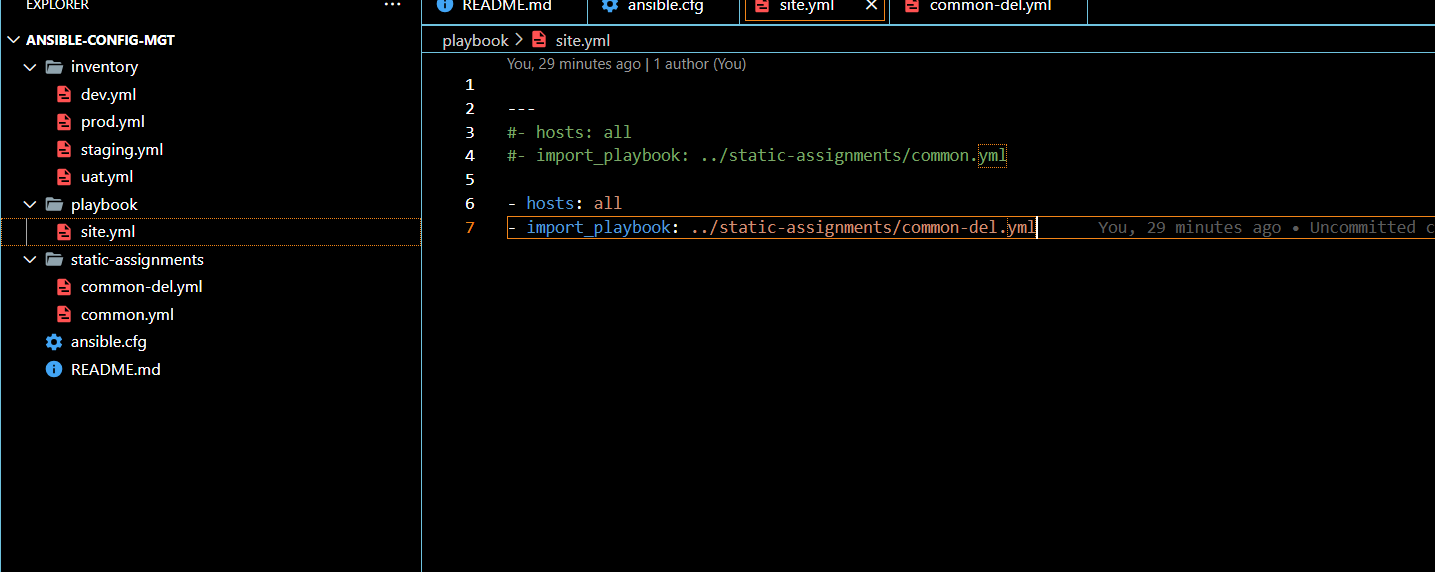 EXPLORER ...
README.md ansible.cfg site.yml common-del.yml
ANSIBLE-CONFIG-MGT
inventory
dev.yml
prod.yml
staging.yml
uat.yml
playbook
site.yml
static-assignments
common-del.yml
common.yml
ansible.cfg
README.md
playbook > site.yml
You, 29 minutes ago | 1 author (You)
1
2 ---
3 #- hosts: all
4 #- import_playbook: ../static-assignments/common.yml
5
6 - hosts: all
7 - import_playbook: ../static-assignments/common-del.yml You, 29 minutes ago • Uncommitted c